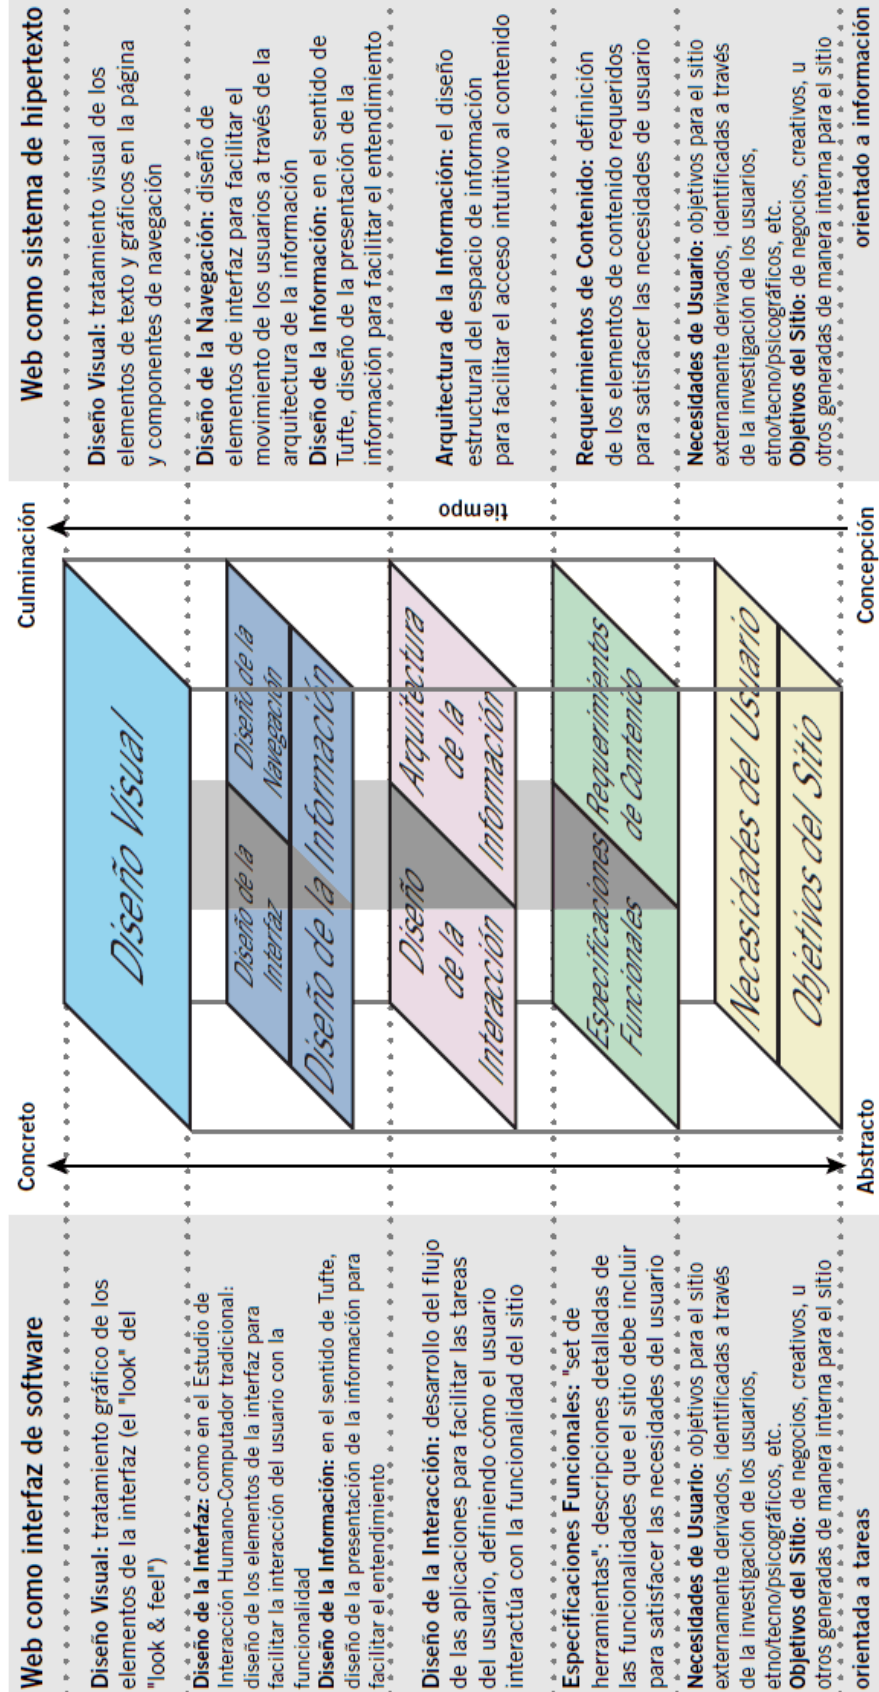 Web como interfaz de software
Diseño Visual: tratamiento gráfico de los
elementos de la interfaz (el "look" del
"look & feel")
Diseño de la Interfaz: como en el Estudio de
Interacción Humano-Computador tradicional:
diseño de los elementos de la interfaz para
facilitar la interacción del usuario con la
funcionalidad
Diseño de la Información: en el sentido de Tufte,
diseño de la presentación de la información para
facilitar el entendimiento
Diseño de la Interacción: desarrollo del flujo
de las aplicaciones para facilitar las tareas
del usuario, definiendo cómo el usuario
interactúa con la funcionalidad del sitio
Especificaciones Funcionales: "set de
herramientas": descripciones detalladas de
las funcionalidades que el sitio debe incluir
para satisfacer las necesidades del usuario
Necesidades de Usuario: objetivos para el sitio
externamente derivados, identificadas a través
de la investigación de los usuarios,
etno/tecno/psicográficos, etc.
Objetivos del Sitio: de negocios, creativos, u
otros generadas de manera interna para el sitio
orientada a tareas
Concreto
Culminación
Diseño Visual
Diseño de la
Interfaz
Diseño de la
Navegación
Diseño de la Información
Diseño
de la
Interacción
Arquitectura
de la
Información
Especificaciones
Funcionales
Requerimientos
de Contenido
Necesidades del Usuario
Objetivos del Sitio
tiempo
Abstracto
Concepción
Web como sistema de hipertexto
Diseño Visual: tratamiento visual de los
elementos de texto y gráficos en la página
y componentes de navegación
Diseño de la Navegación: diseño de
elementos de interfaz para facilitar el
movimiento de los usuarios a través de la
arquitectura de la información
Diseño de la Información: en el sentido de
Tufte, diseño de la presentación de la
información para facilitar el entendimiento
Arquitectura de la Información: el diseño
estructural del espacio de información
para facilitar el acceso intuitivo al contenido
Requerimientos de Contenido: definición
de los elementos de contenido requeridos
para satisfacer las necesidades de usuario
Necesidades de Usuario: objetivos para el sitio
externamente derivados, identificadas a través
de la investigación de los usuarios,
etno/tecno/psicográficos, etc.
Objetivos del Sitio: de negocios, creativos, u
otros generadas de manera interna para el sitio
orientado a información